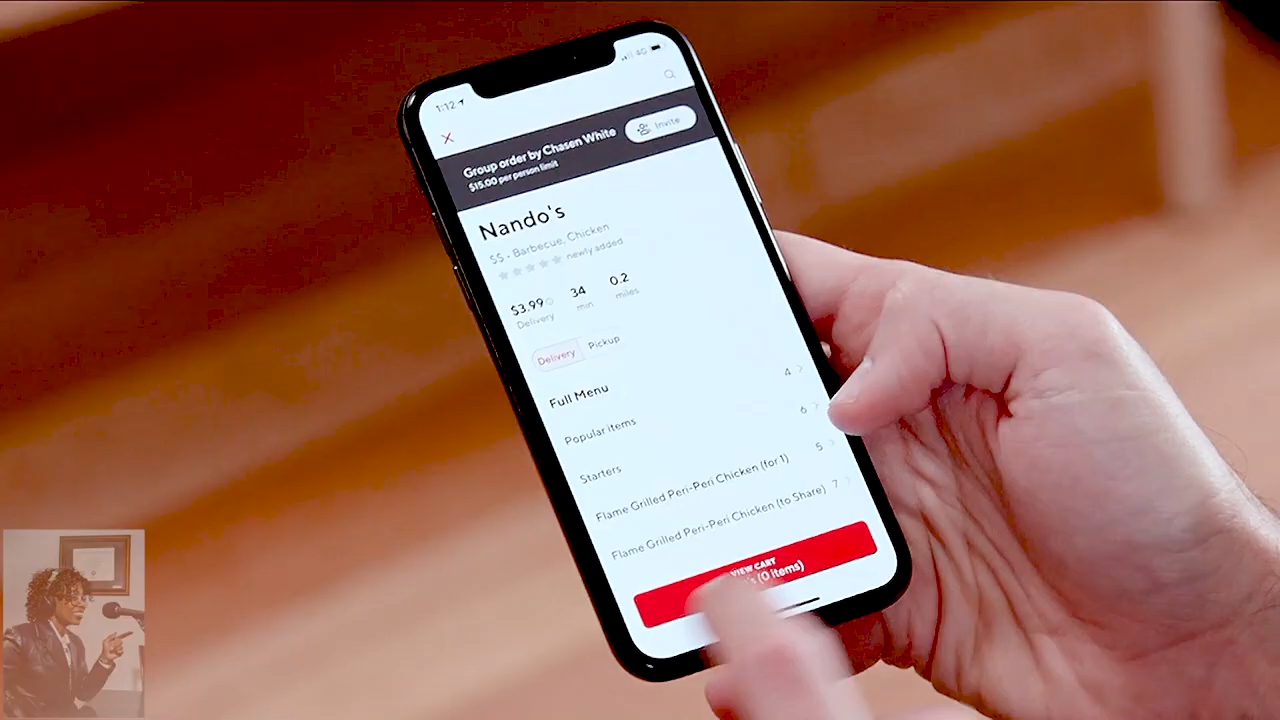 1:12
4G
Group order by Chasen White
$15.00 per person limit
Invite
Nando's
$$ • Barbecue, Chicken
newly added
$3.99 34 0.2
Delivery min miles
Delivery Pickup
Full Menu 4
Popular items 6
Starters 5
Flame Grilled Peri-Peri Chicken (for 1) 7
Flame Grilled Peri-Peri Chicken (to Share)
VIEW CART
(0 items)